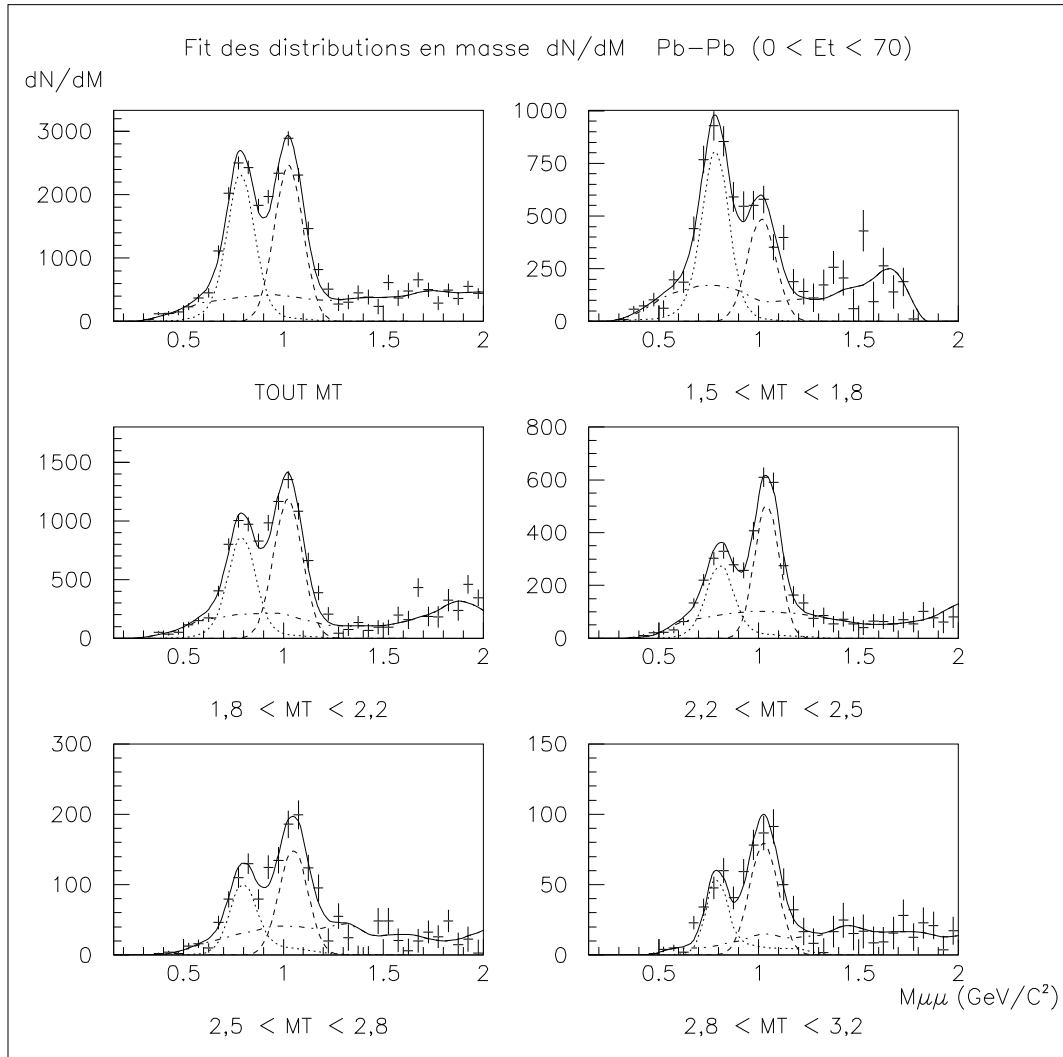 Fit des distributions en masse dN/dM Pb-Pb (0 < Et < 70)
dN/dM
3000
2000
1000
0
0.5 1 1.5 2
TOUT MT
1000
750
500
250
0
0.5 1 1.5 2
1,5 < MT < 1,8
1500
1000
500
0
0.5 1 1.5 2
1,8 < MT < 2,2
800
600
400
200
0
0.5 1 1.5 2
2,2 < MT < 2,5
300
200
100
0
0.5 1 1.5 2
2,5 < MT < 2,8
150
100
50
0
0.5 1 1.5 2
Mμμ (GeV/C²)
2,8 < MT < 3,2